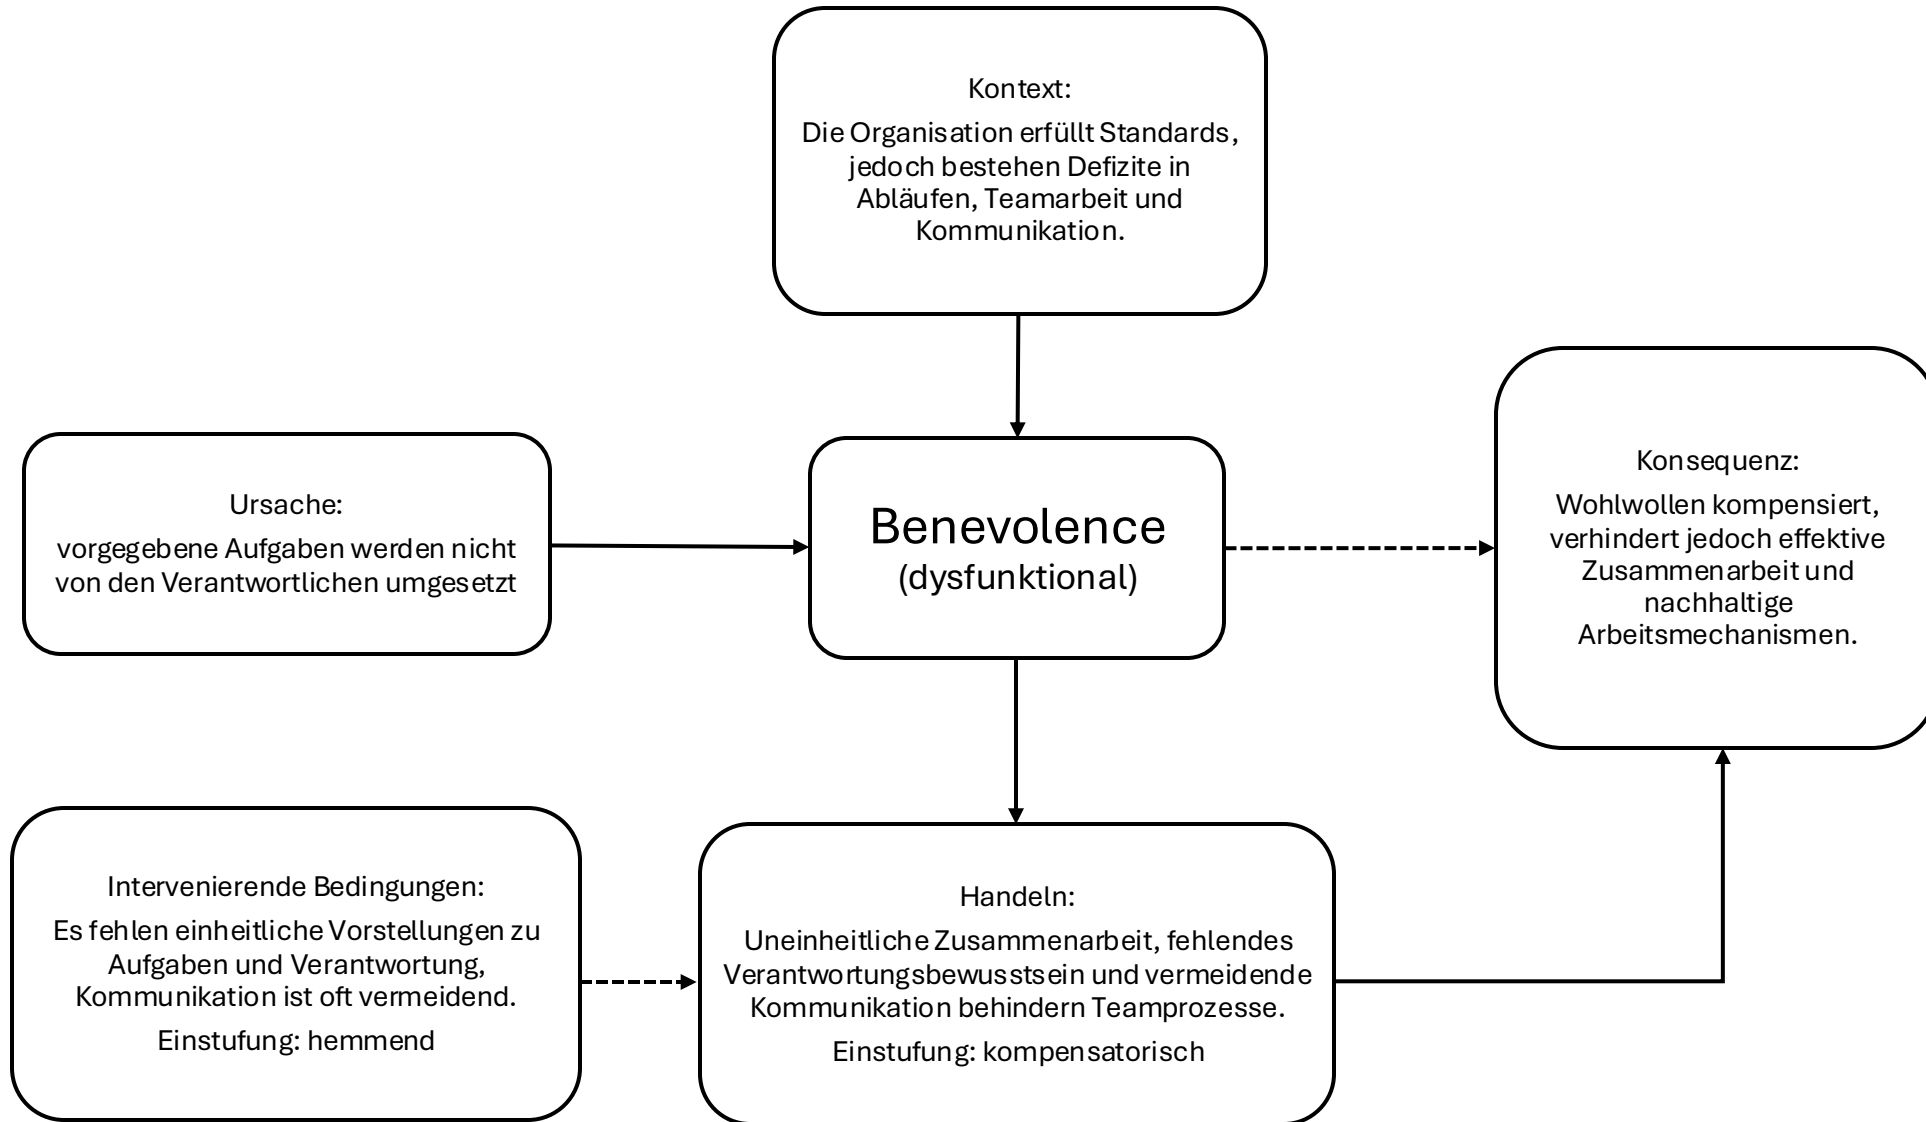 Kontext:
Die Organisation erfüllt Standards,
jedoch bestehen Defizite in
Abläufen, Teamarbeit und
Kommunikation.
Ursache:
vorgegebene Aufgaben werden nicht
von den Verantwortlichen umgesetzt
Benevolence
(dysfunktional)
Konsequenz:
Wohlwollen kompensiert,
verhindert jedoch effektive
Zusammenarbeit und
nachhaltige
Arbeitsmechanismen.
Intervenierende Bedingungen:
Es fehlen einheitliche Vorstellungen zu
Aufgaben und Verantwortung,
Kommunikation ist oft vermeidend.
Einstufung: hemmend
Handeln:
Uneinheitliche Zusammenarbeit, fehlendes
Verantwortungsbewusstsein und vermeidende
Kommunikation behindern Teamprozesse.
Einstufung: kompensatorisch